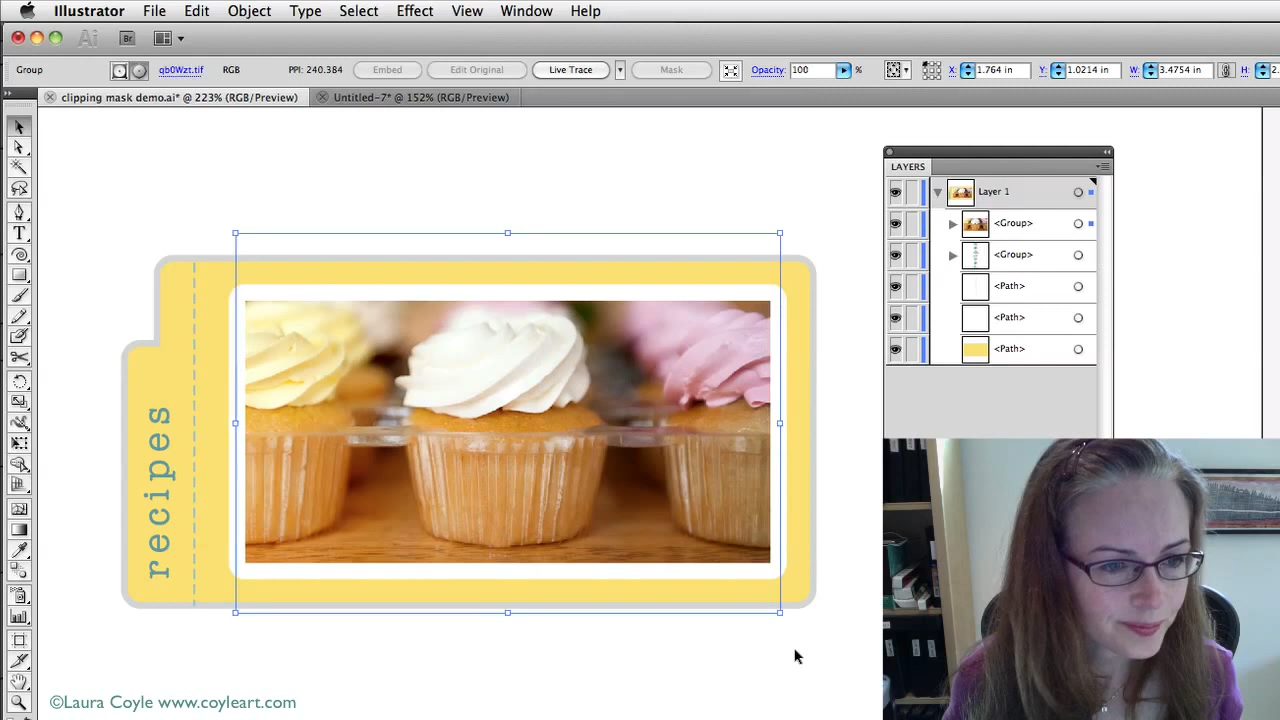 Illustrator File Edit Object Type Select Effect View Window Help
Ai Br
Group qb0Wzt.tif RGB PPI: 240.384 Embed Edit Original Live Trace Mask Opacity: 100 % X: 1.764 in Y: 1.0214 in W: 3.4754 in H: 2.
clipping mask demo.ai* @ 223% (RGB/Preview) Untitled-7* @ 152% (RGB/Preview)
LAYERS
Layer 1
<Group>
<Group>
<Path>
<Path>
<Path>
recipes
©Laura Coyle www.coyleart.com